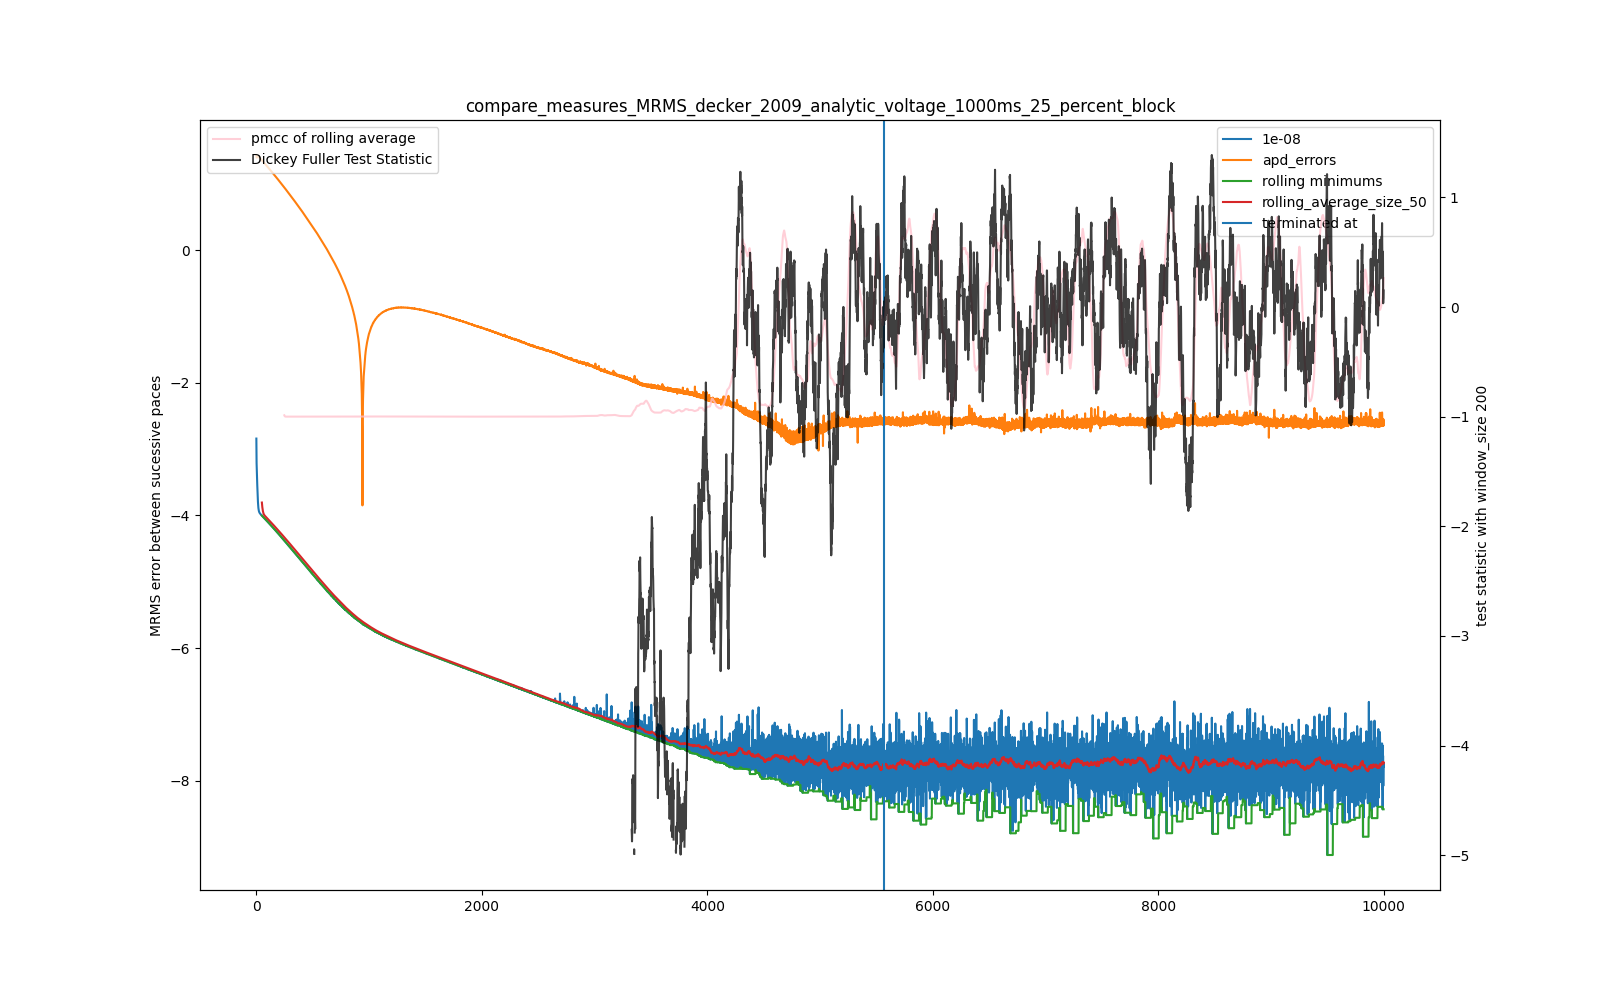 compare_measures_MRMS_decker_2009_analytic_voltage_1000ms_25_percent_block
pmcc of rolling average
Dickey Fuller Test Statistic
1e-08
apd_errors
rolling minimums
rolling_average_size_50
terminated at
MRMS error between sucessive paces
0
−2
−4
−6
−8
1
0
−1
−2
−3
−4
−5
test statistic with window_size 200
0
2000
4000
6000
8000
10000